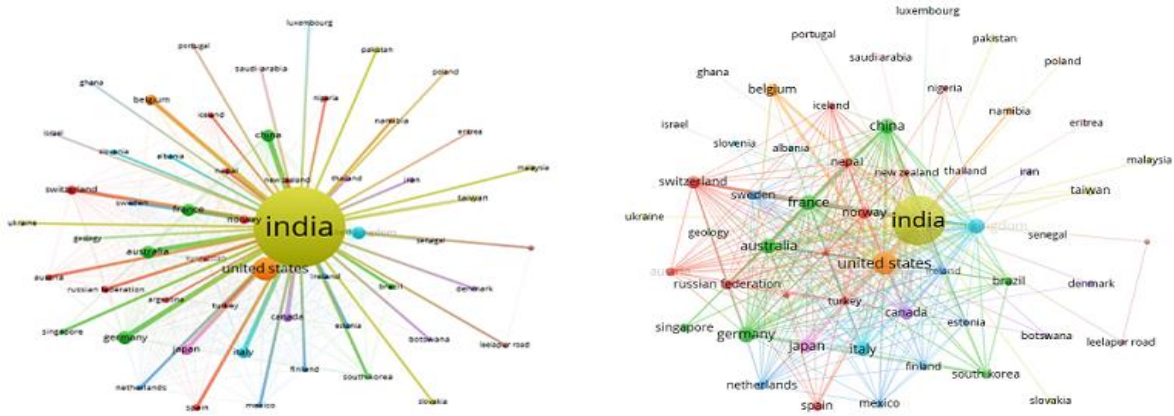 luxembourg
portugal
pakistan
saudi arabia
poland
ghana
belgium
nigeria
iceland
namibia
china
israel
eritrea
slovenia
albania
nepal
new zealand
thailand
iran
malaysia
switzerland
sweden
france
taiwan
norway
india
ukraine
geology
senegal
australia
united states
austria
russian federation
ireland
argentina
turkey
brazil
denmark
canada
singapore
germany
estonia
botswana
leelapur road
japan
italy
finland
south korea
netherlands
spain
mexico
slovakia
luxembourg
portugal
pakistan
saudi arabia
poland
ghana
belgium
nigeria
iceland
namibia
china
israel
eritrea
slovenia
albania
nepal
new zealand
thailand
iran
malaysia
switzerland
sweden
france
taiwan
norway
india
ukraine
geology
senegal
australia
united states
ireland
russian federation
brazil
denmark
turkey
canada
singapore
germany
estonia
botswana
leelapur road
japan
italy
finland
south korea
netherlands
spain
mexico
slovakia